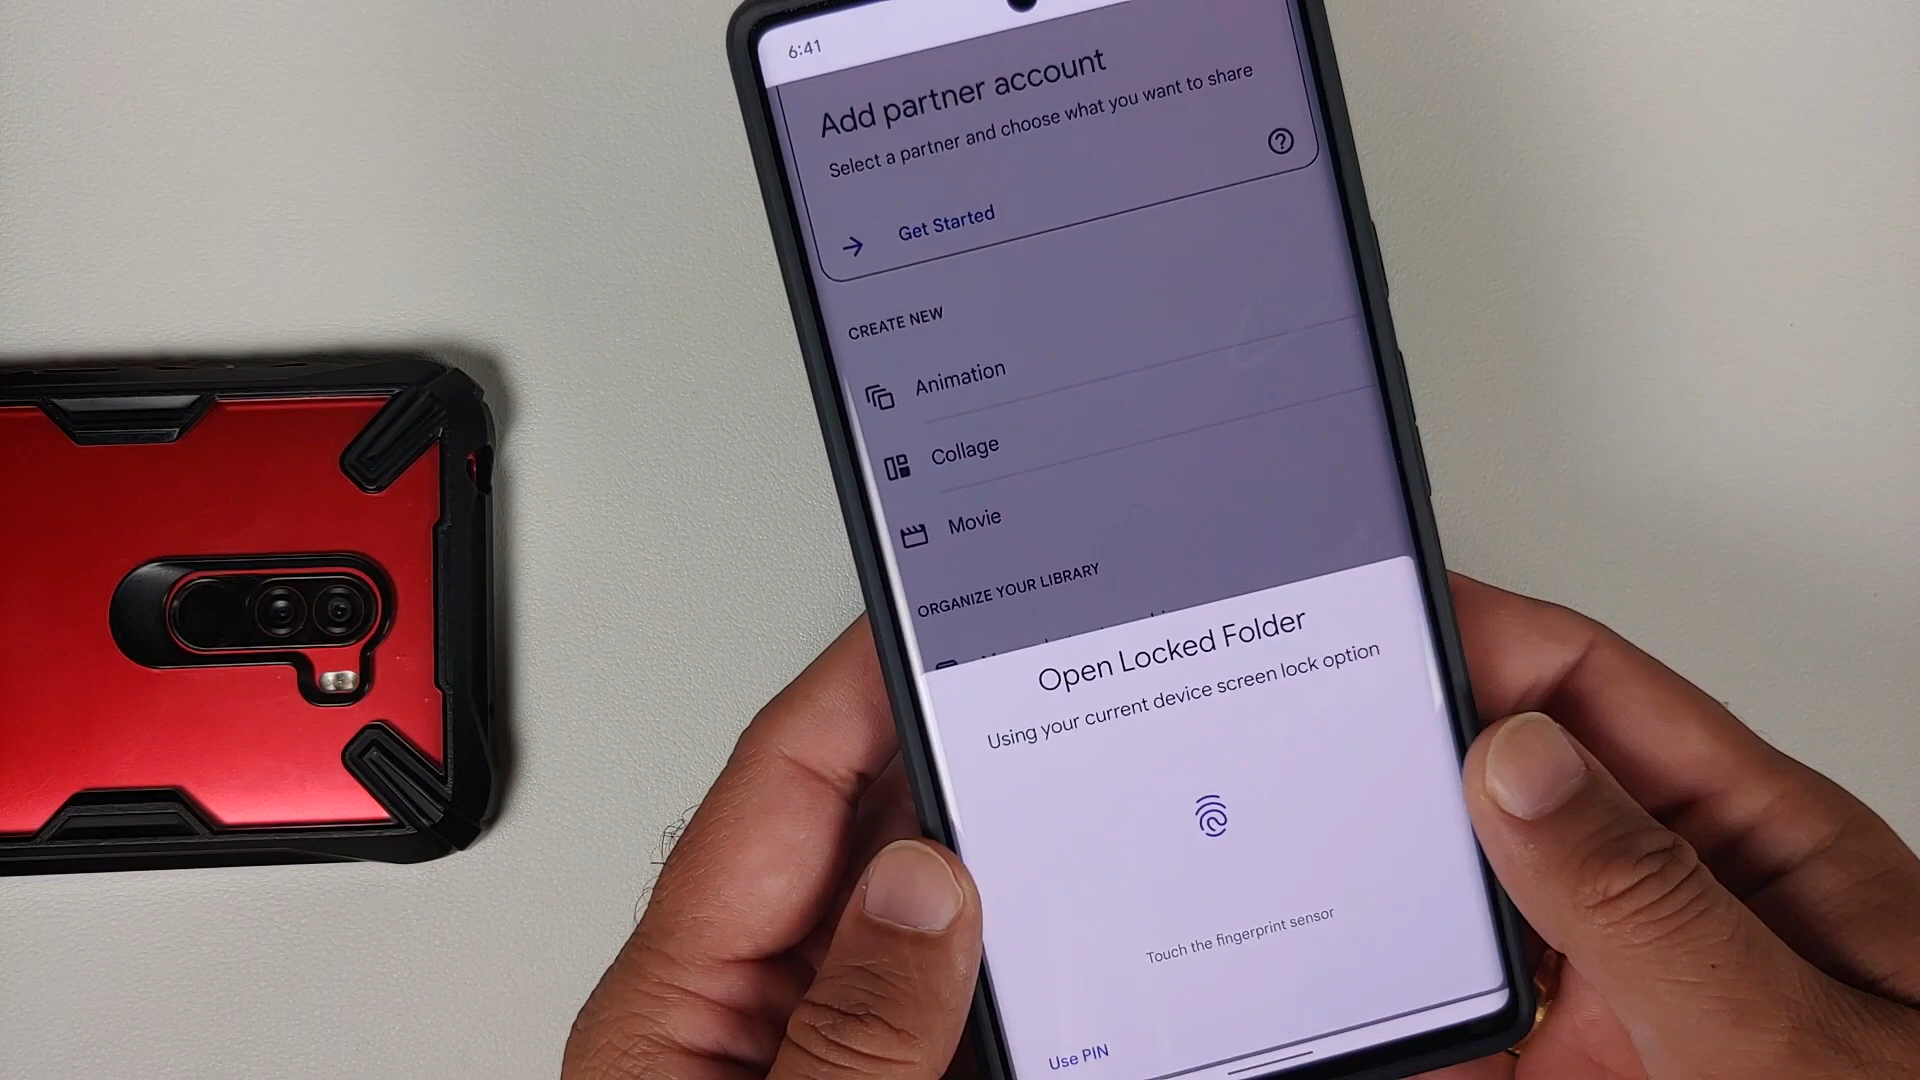 6:41
Add partner account
Select a partner and choose what you want to share
Get Started
CREATE NEW
Animation
Collage
Movie
ORGANIZE YOUR LIBRARY
Open Locked Folder
Using your current device screen lock option
Touch the fingerprint sensor
Use PIN